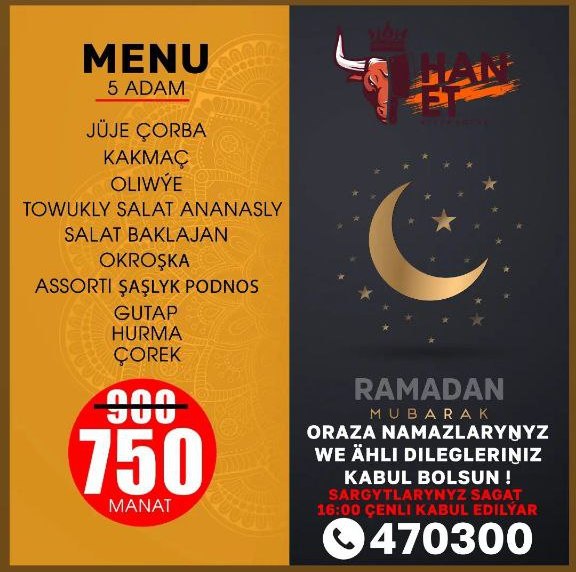 MENU
5 ADAM
JÜJE ÇORBA
KAKMAÇ
OLIWÝE
TOWUKLY SALAT ANANASLY
SALAT BAKLAJAN
OKROŞKA
ASSORTI ŞAŞLYK PODNOS
GUTAP
HURMA
ÇOREK
900
750
MANAT
HAN
ET
RAMADAN
MUBARAK
ORAZA NAMAZLARYŇYZ
WE ÄHLI DILEGLERIŇIZ
KABUL BOLSUN !
SARGYTLARYNYZ SAGAT
16:00 ÇENLI KABUL EDILÝAR
470300